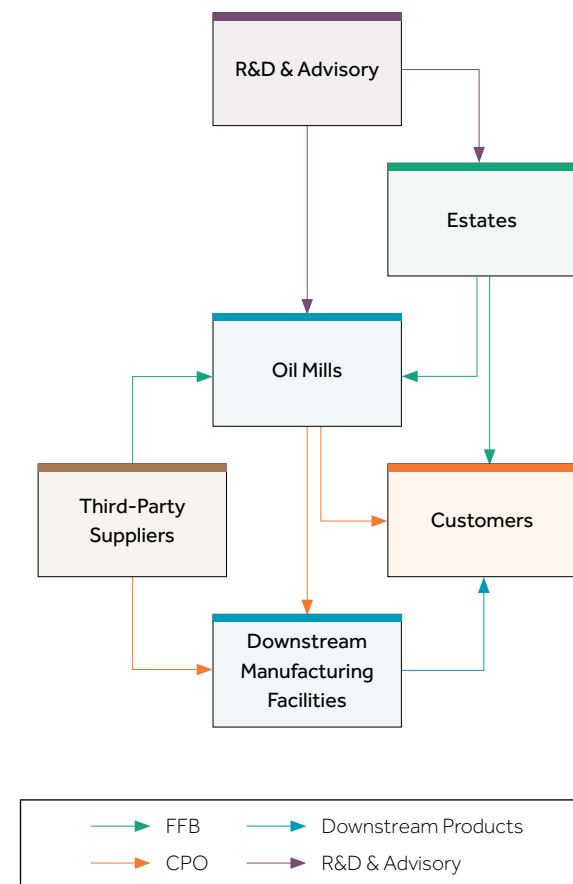 R&D & Advisory
Estates
Oil Mills
Third-Party
Suppliers
Customers
Downstream
Manufacturing
Facilities
FFB
Downstream Products
CPO
R&D & Advisory